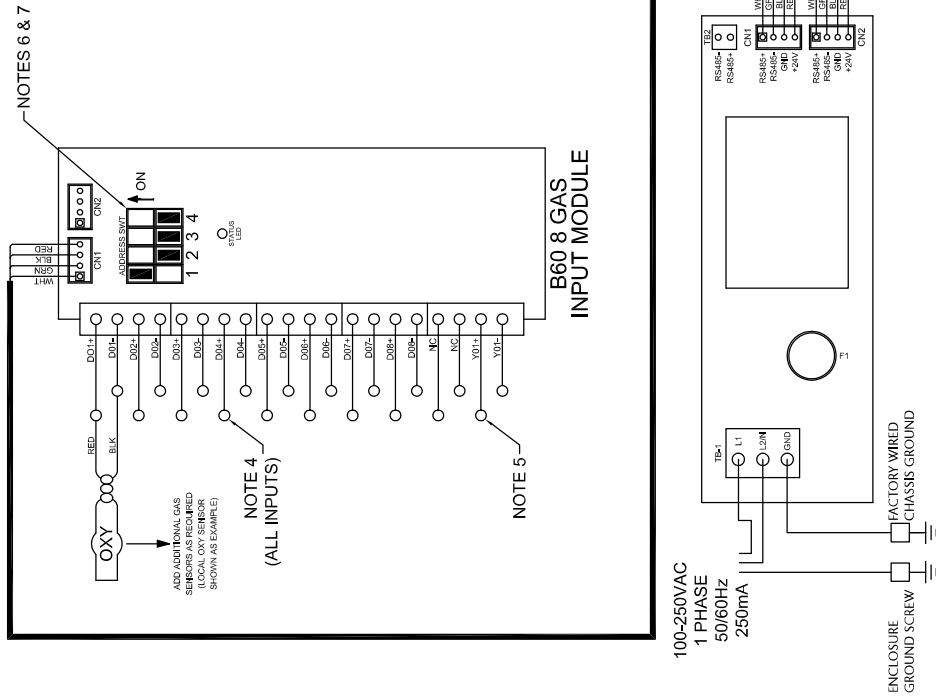 NOTES 6 & 7
WHT
GRN
BLK
RED
CN1
CN2
ADDRESS SWT
ON
1 2 3 4
STATUS
LED
B60 8 GAS
INPUT MODULE
DO1+
D01-
D02+
D02-
D03+
D03-
D04+
D04-
D05+
D05-
D06+
D06-
D07+
D07-
D08+
D08-
NC
NC
Y01+
Y01-
RED
BLK
OXY
ADD ADDITIONAL GAS
SENSORS AS REQUIRED
(LOCAL OXY SENSOR
SHOWN AS EXAMPLE)
NOTE 4
(ALL INPUTS)
NOTE 5
TB2
RS485-
RS485+
CN1
RS485+
RS485-
GND
+24V
CN2
RS485+
RS485-
GND
+24V
F1
TB-1
L1
L2/N
GND
100-250VAC
1 PHASE
50/60Hz
250mA
FACTORY WIRED
CHASSIS GROUND
ENCLOSURE
GROUND SCREW